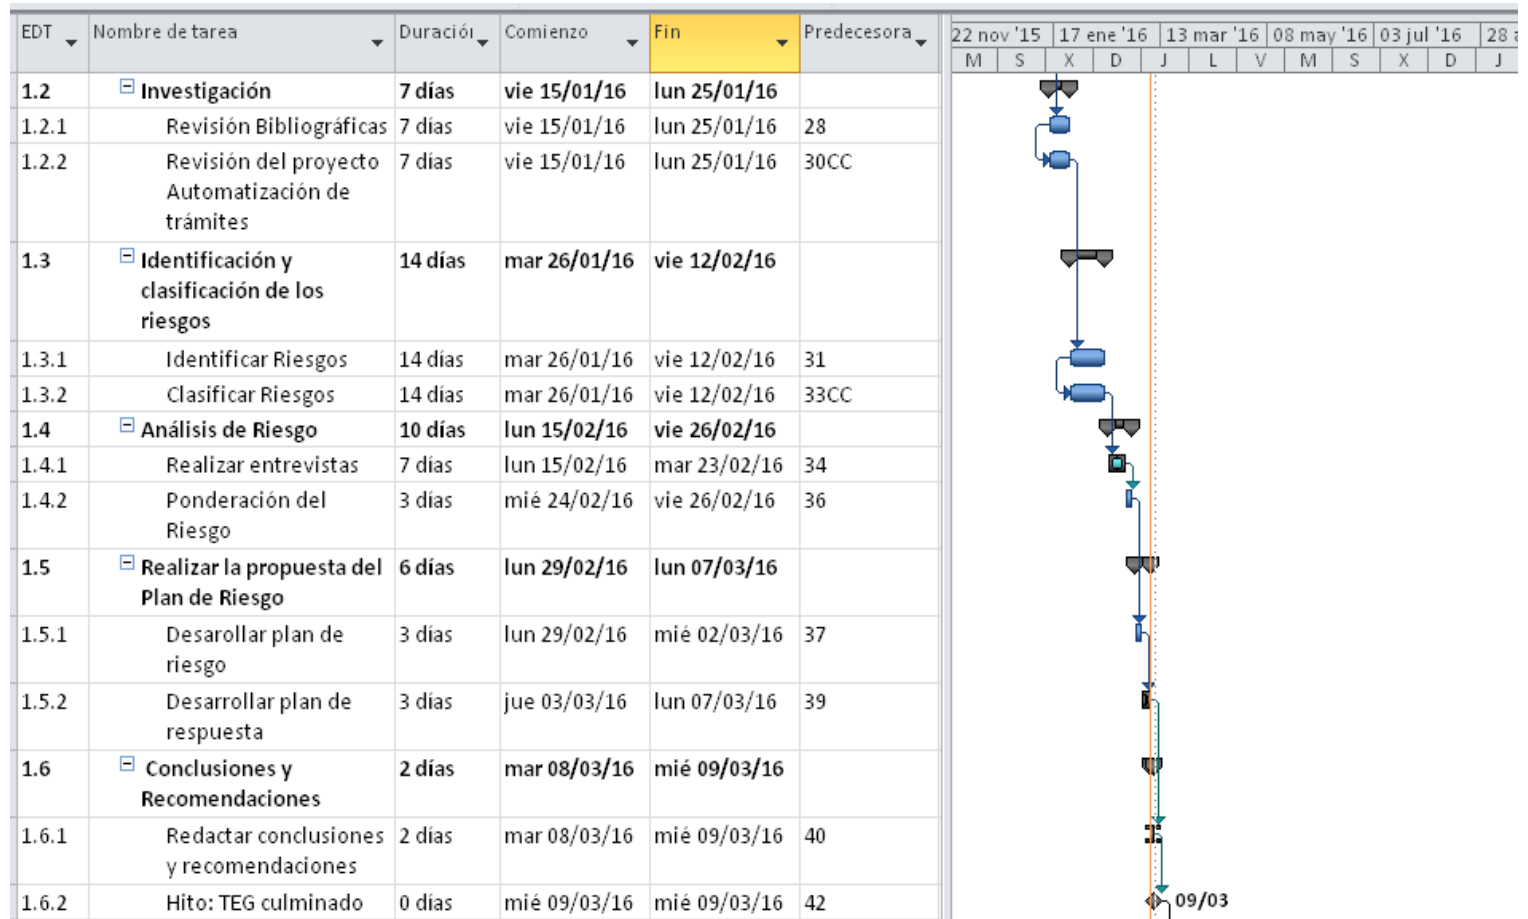 EDT Nombre de tarea Duración Comienzo Fin Predecesora
22 nov '15 17 ene '16 13 mar '16 08 may '16 03 jul '16 28
M S X D J L V M S X D J
1.2 Investigación 7 días vie 15/01/16 lun 25/01/16
1.2.1 Revisión Bibliográficas 7 días vie 15/01/16 lun 25/01/16 28
1.2.2 Revisión del proyecto 7 días vie 15/01/16 lun 25/01/16 30CC
Automatización de
trámites
1.3 Identificación y 14 días mar 26/01/16 vie 12/02/16
clasificación de los
riesgos
1.3.1 Identificar Riesgos 14 días mar 26/01/16 vie 12/02/16 31
1.3.2 Clasificar Riesgos 14 días mar 26/01/16 vie 12/02/16 33CC
1.4 Análisis de Riesgo 10 días lun 15/02/16 vie 26/02/16
1.4.1 Realizar entrevistas 7 días lun 15/02/16 mar 23/02/16 34
1.4.2 Ponderación del 3 días mié 24/02/16 vie 26/02/16 36
Riesgo
1.5 Realizar la propuesta del 6 días lun 29/02/16 lun 07/03/16
Plan de Riesgo
1.5.1 Desarollar plan de 3 días lun 29/02/16 mié 02/03/16 37
riesgo
1.5.2 Desarrollar plan de 3 días jue 03/03/16 lun 07/03/16 39
respuesta
1.6 Conclusiones y 2 días mar 08/03/16 mié 09/03/16
Recomendaciones
1.6.1 Redactar conclusiones 2 días mar 08/03/16 mié 09/03/16 40
y recomendaciones
1.6.2 Hito: TEG culminado 0 días mié 09/03/16 mié 09/03/16 42
09/03